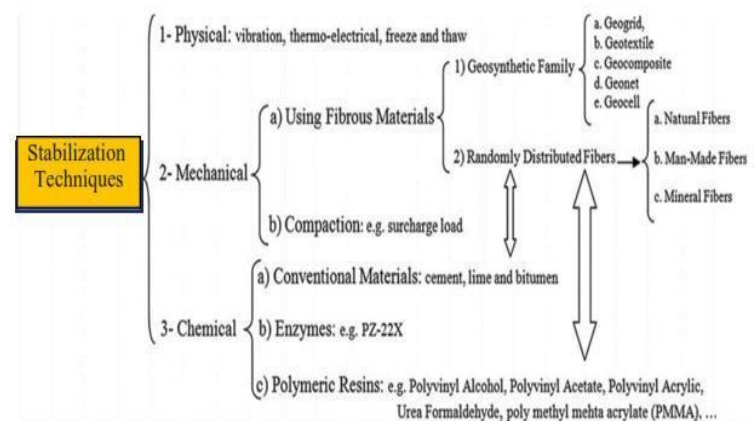 Stabilization
Techniques
1- Physical: vibration, thermo-electrical, freeze and thaw
2- Mechanical
a) Using Fibrous Materials
1) Geosynthetic Family
a. Geogrid,
b. Geotextile
c. Geocomposite
d. Geonet
e. Geocell
2) Randomly Distributed Fibers
a. Natural Fibers
b. Man-Made Fibers
c. Mineral Fibers
b) Compaction: e.g. surcharge load
3- Chemical
a) Conventional Materials: cement, lime and bitumen
b) Enzymes: e.g. PZ-22X
c) Polymeric Resins: e.g. Polyvinyl Alcohol, Polyvinyl Acetate, Polyvinyl Acrylic,
Urea Formaldehyde, poly methyl mehta acrylate (PMMA), ...